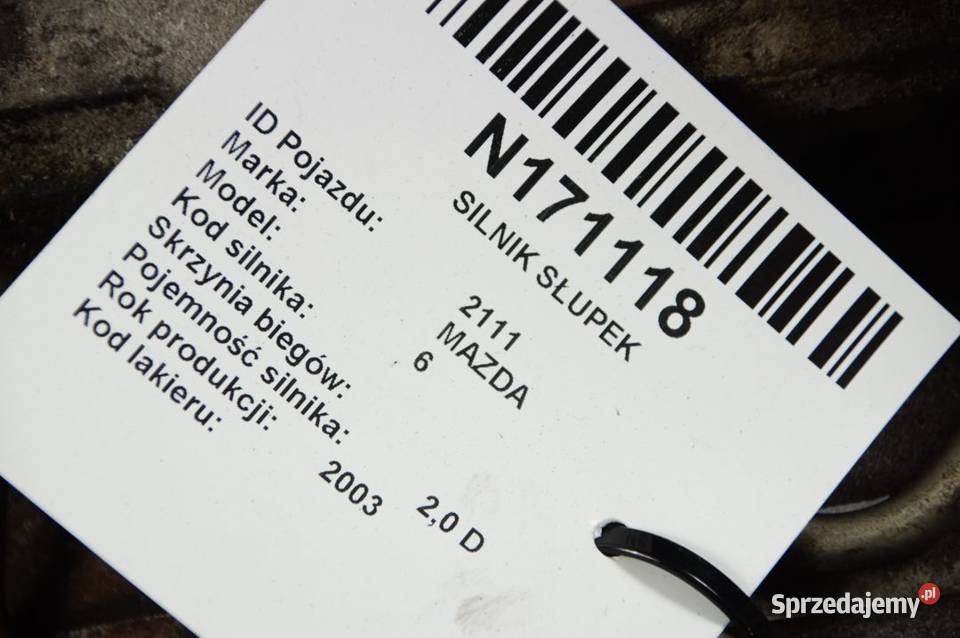 N171118
SILNIK SŁUPEK
ID Pojazdu: 2111
Marka: MAZDA
Model: 6
Kod silnika:
Skrzynia biegów:
Pojemność silnika: 2,0 D
Rok produkcji: 2003
Kod lakieru:
Sprzedajemy.pl